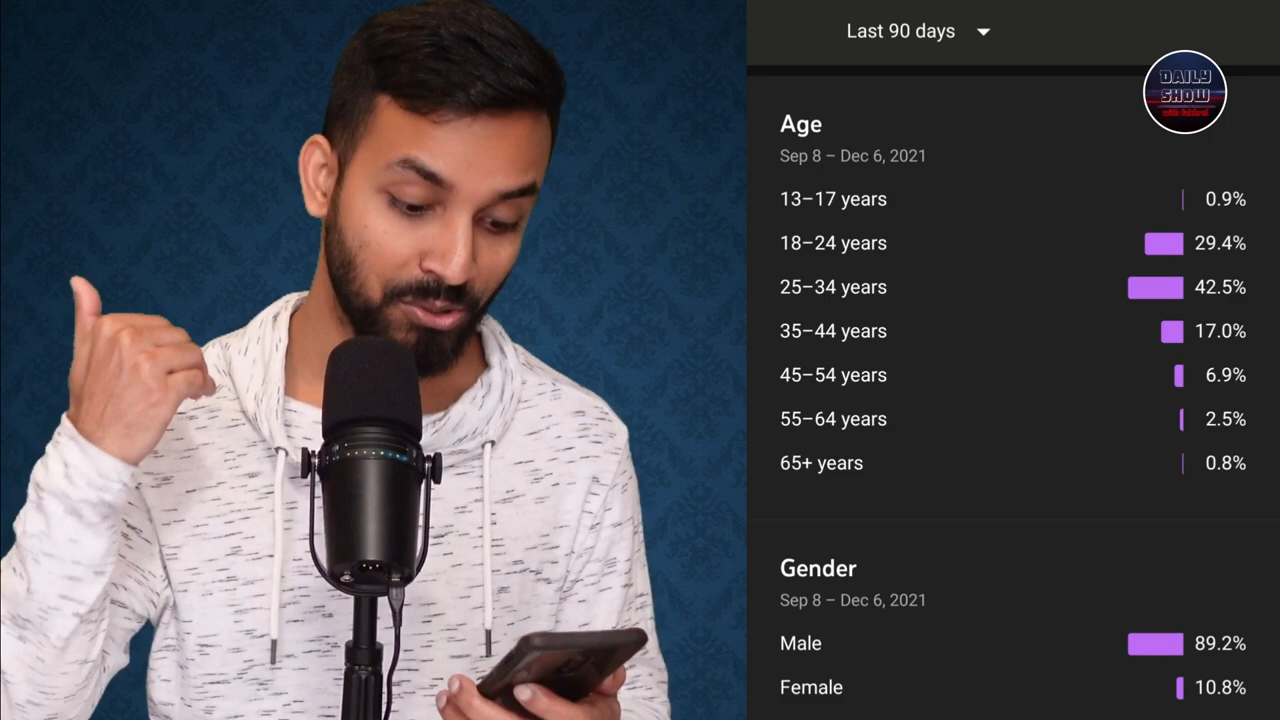 Last 90 days
DAILY
SHOW
Age
Sep 8 – Dec 6, 2021
13–17 years 0.9%
18–24 years 29.4%
25–34 years 42.5%
35–44 years 17.0%
45–54 years 6.9%
55–64 years 2.5%
65+ years 0.8%
Gender
Sep 8 – Dec 6, 2021
Male 89.2%
Female 10.8%